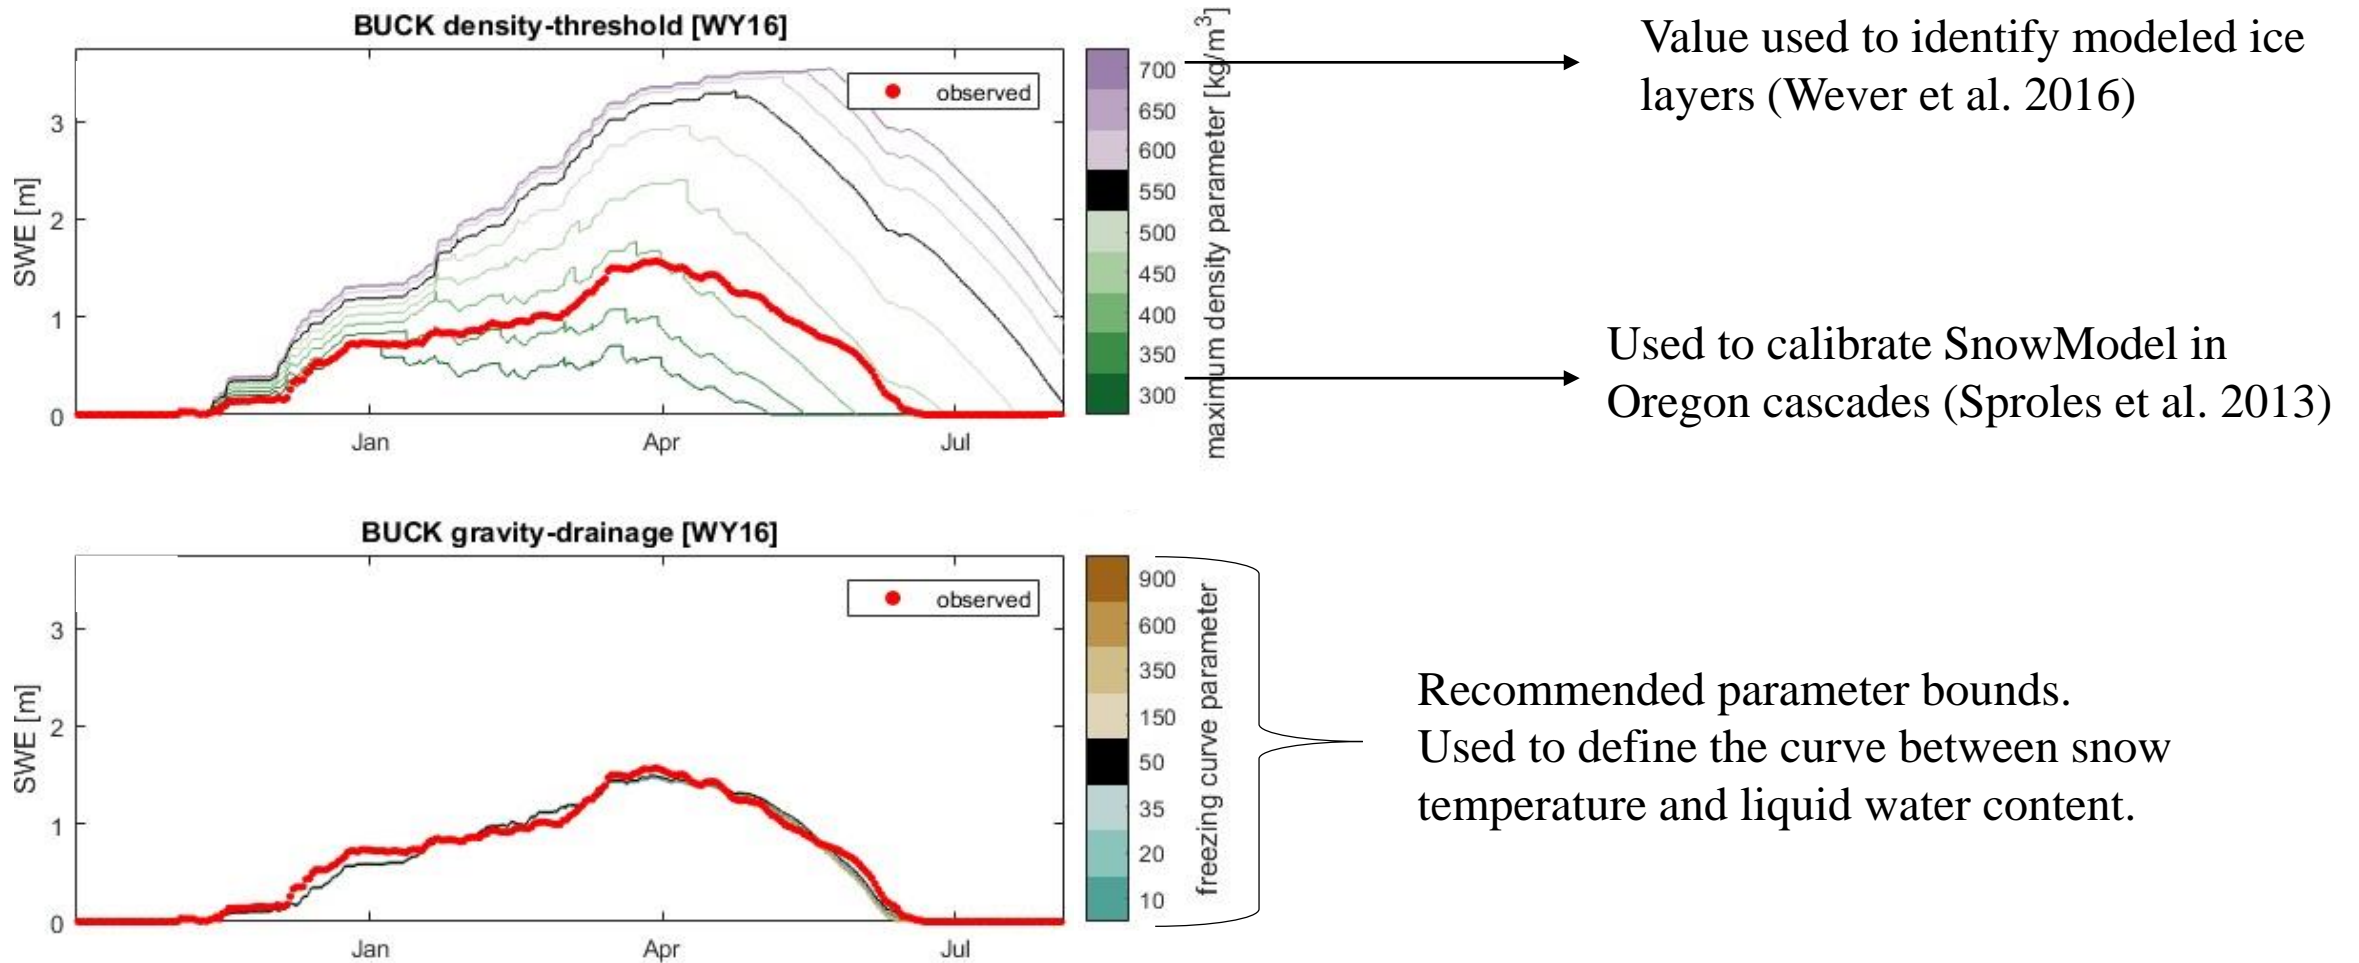 BUCK density-threshold [WY16]
observed
SWE [m]
3
2
1
0
Jan
Apr
Jul
700
650
600
550
500
450
400
350
300
maximum density parameter [kg/m³]
Value used to identify modeled ice
layers (Wever et al. 2016)
Used to calibrate SnowModel in
Oregon cascades (Sproles et al. 2013)
BUCK gravity-drainage [WY16]
observed
SWE [m]
3
2
1
0
Jan
Apr
Jul
900
600
350
150
50
35
20
10
freezing curve parameter
Recommended parameter bounds.
Used to define the curve between snow
temperature and liquid water content.